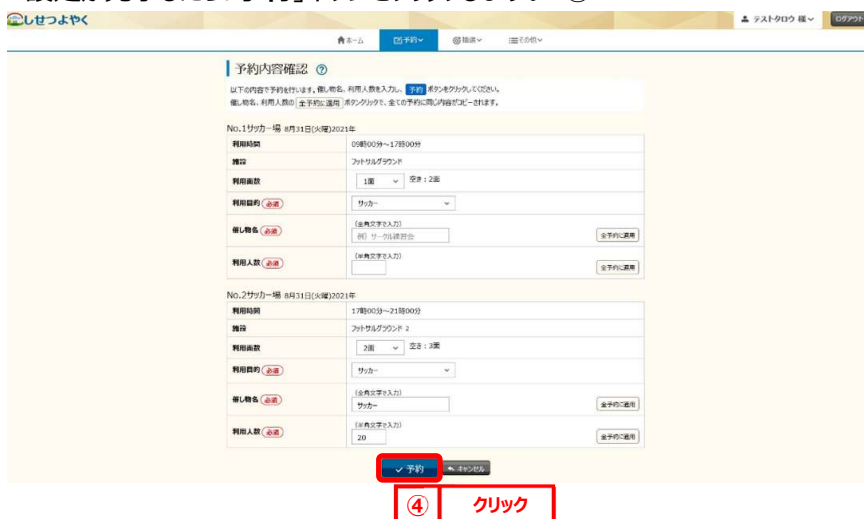 しせつよやく
テストタロウ 様
ログアウト
ホーム 予約 抽選 その他
予約内容確認 ?
以下の内容で予約を行います。催し物名、利用人数を入力し、 予約 ボタンをクリックしてください。
催し物名、利用人数の 全予約に適用 ボタンクリックで、全ての予約に同じ内容がコピーされます。
No.1サッカー場 8月31日(火曜)2021年
利用時間 09時00分～17時00分
施設 フットサルグラウンド
利用面数 1面 空き：2面
利用目的 必須 サッカー
催し物名 必須 (全角文字で入力)
例）サークル練習会 全予約に適用
利用人数 必須 (半角文字で入力)
全予約に適用
No.2サッカー場 8月31日(火曜)2021年
利用時間 17時00分～21時00分
施設 フットサルグラウンド 2
利用面数 2面 空き：3面
利用目的 必須 サッカー
催し物名 必須 (全角文字で入力)
サッカー 全予約に適用
利用人数 必須 (半角文字で入力)
20 全予約に適用
予約 キャンセル
④ クリック